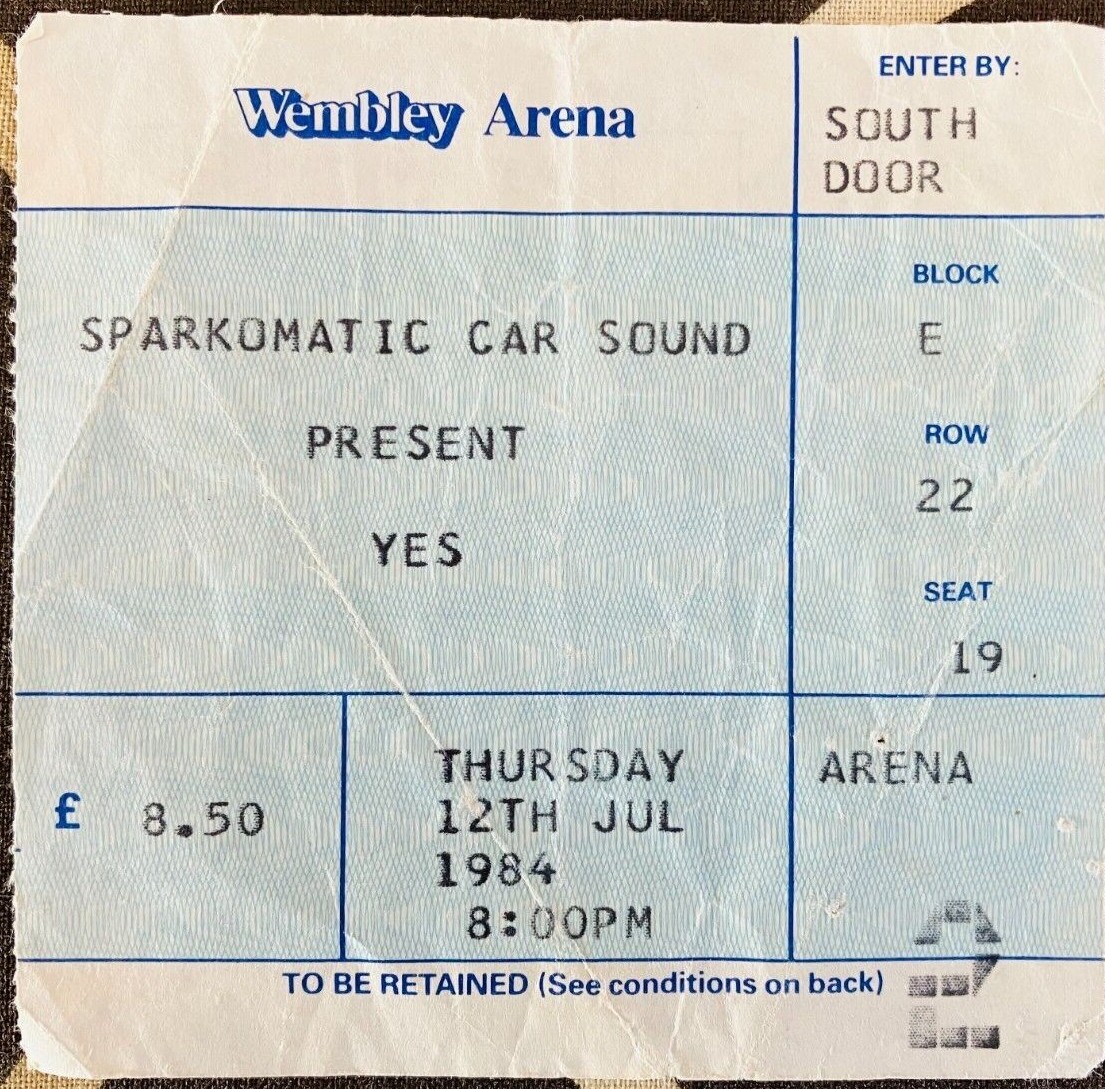 Wembley Arena
ENTER BY:
SOUTH
DOOR
SPARKOMATIC CAR SOUND
PRESENT
YES
BLOCK
E
ROW
22
SEAT
19
£ 8.50
THURSDAY
12TH JUL
1984
8:00PM
ARENA
TO BE RETAINED (See conditions on back)